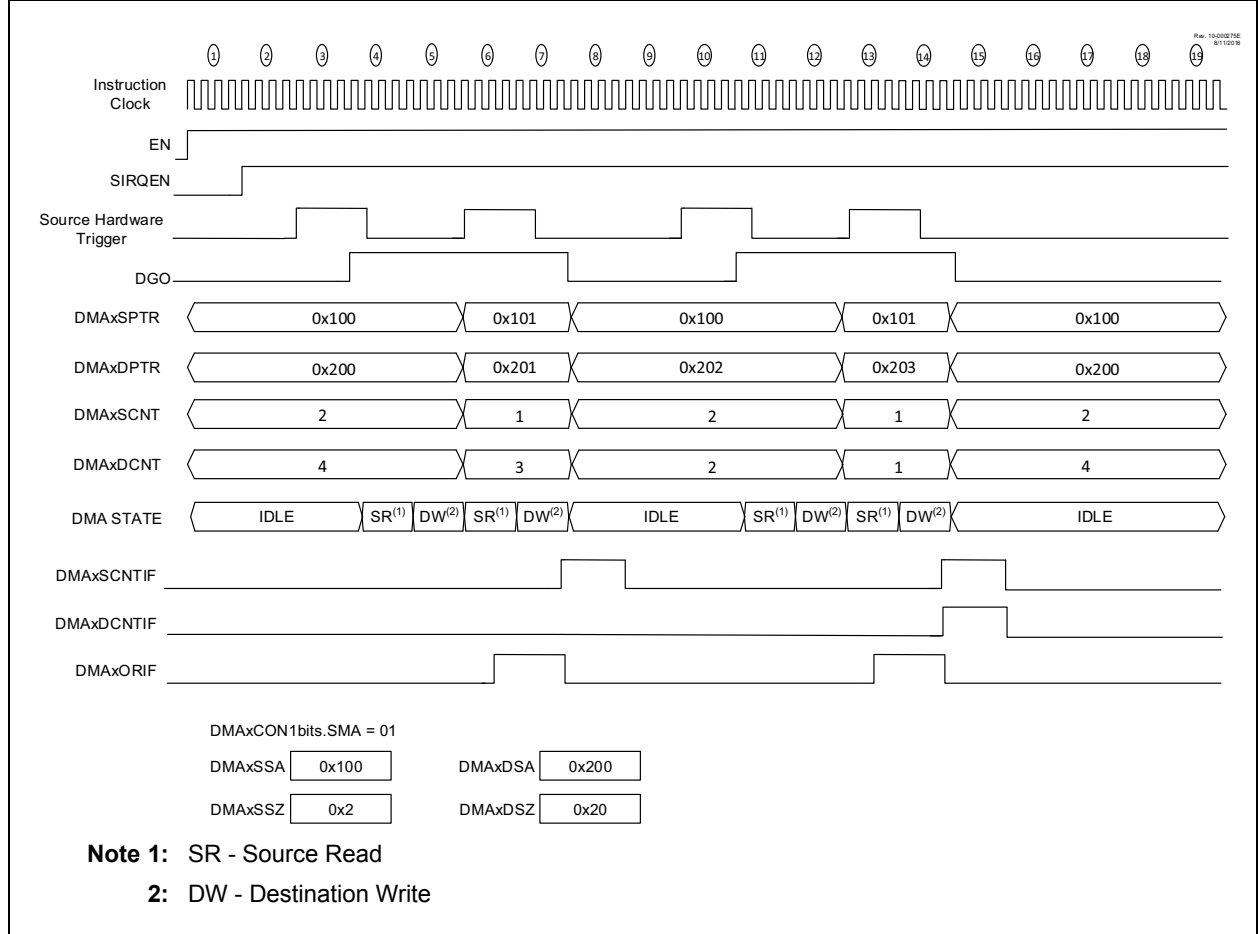 Rev. 10-000275E
8/11/2016
1 2 3 4 5 6 7 8 9 10 11 12 13 14 15 16 17 18 19
Instruction
Clock
EN
SIRQEN
Source Hardware
Trigger
DGO
DMAxSPTR 0x100 0x101 0x100 0x101 0x100
DMAxDPTR 0x200 0x201 0x202 0x203 0x200
DMAxSCNT 2 1 2 1 2
DMAxDCNT 4 3 2 1 4
DMA STATE IDLE SR(1) DW(2) SR(1) DW(2) IDLE SR(1) DW(2) SR(1) DW(2) IDLE
DMAxSCNTIF
DMAxDCNTIF
DMAxORIF
DMAxCON1bits.SMA = 01
DMAxSSA 0x100 DMAxDSA 0x200
DMAxSSZ 0x2 DMAxDSZ 0x20
Note 1: SR - Source Read
2: DW - Destination Write